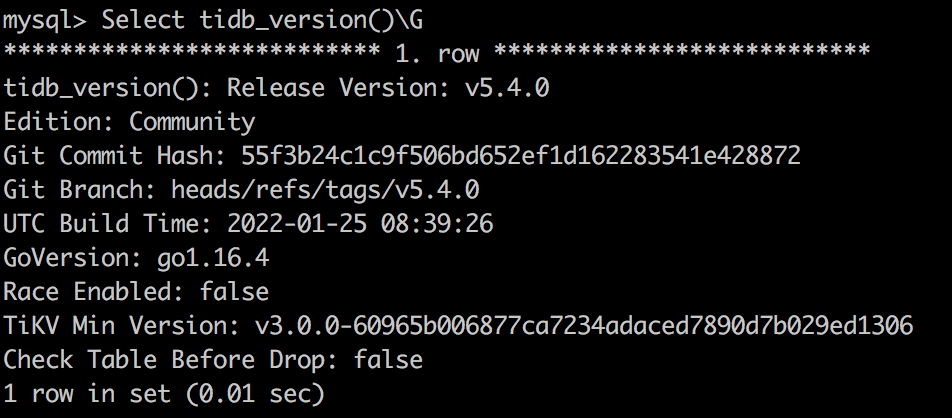 mysql> Select tidb_version()\G
*************************** 1. row ***************************
tidb_version(): Release Version: v5.4.0
Edition: Community
Git Commit Hash: 55f3b24c1c9f506bd652ef1d162283541e428872
Git Branch: heads/refs/tags/v5.4.0
UTC Build Time: 2022-01-25 08:39:26
GoVersion: go1.16.4
Race Enabled: false
TiKV Min Version: v3.0.0-60965b006877ca7234adaced7890d7b029ed1306
Check Table Before Drop: false
1 row in set (0.01 sec)